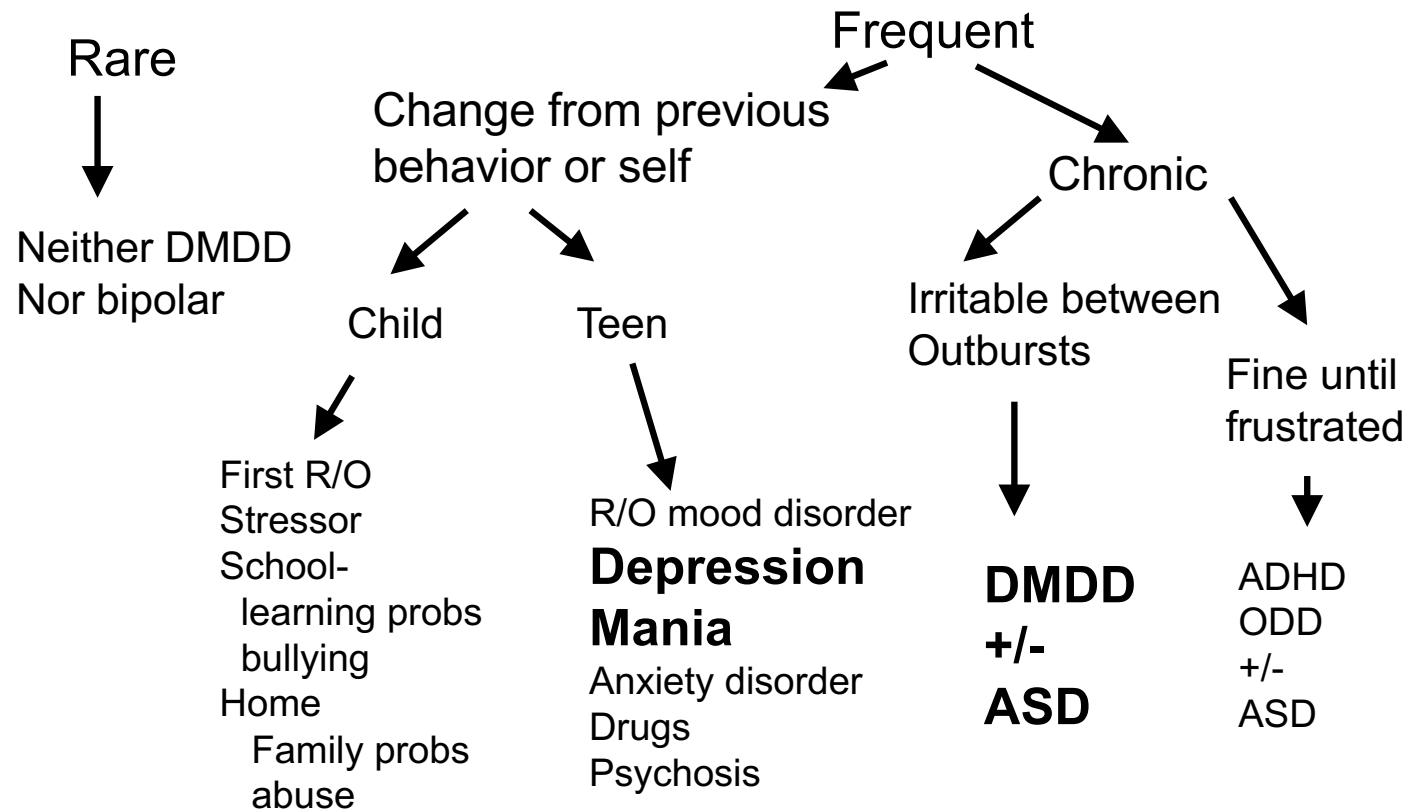 Rare
Neither DMDD
Nor bipolar
Frequent
Change from previous
behavior or self
Child
First R/O
Stressor
School-
learning probs
bullying
Home
Family probs
abuse
Teen
R/O mood disorder
Depression
Mania
Anxiety disorder
Drugs
Psychosis
Chronic
Irritable between
Outbursts
DMDD
+/-
ASD
Fine until
frustrated
ADHD
ODD
+/-
ASD